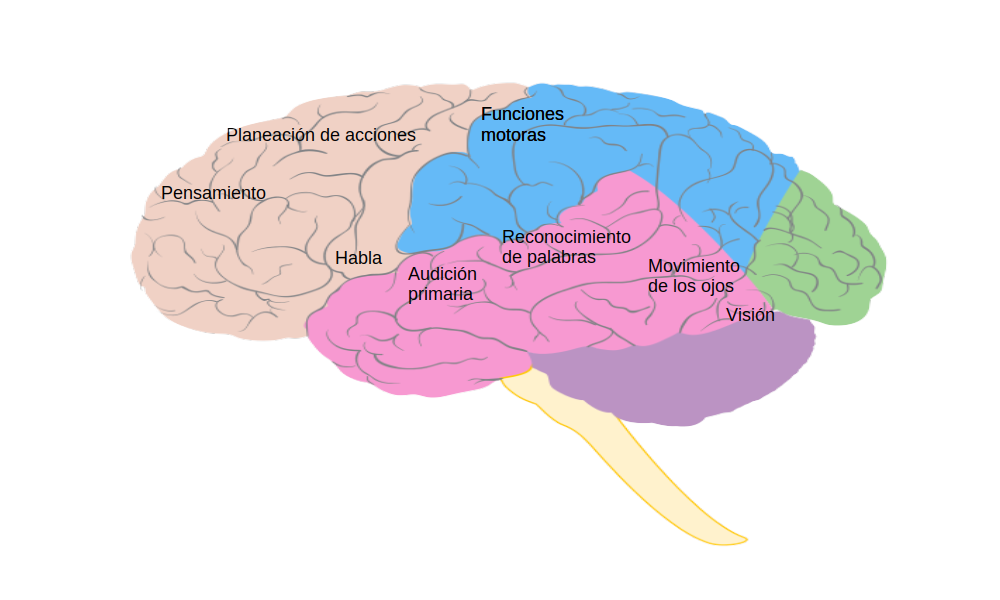 Funciones
motoras
Planeación de acciones
Pensamiento
Reconocimiento
de palabras
Habla
Audición
primaria
Movimiento
de los ojos
Visión